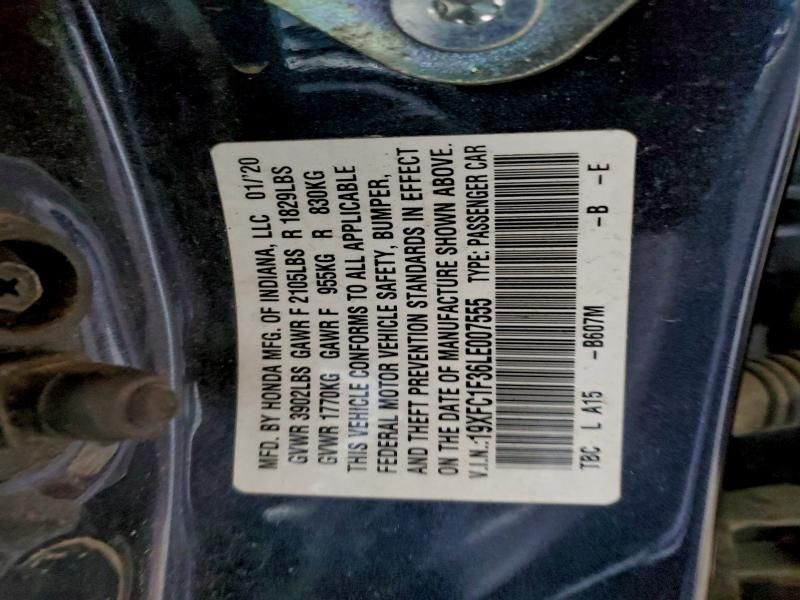 MFD. BY HONDA MFG. OF INDIANA, LLC 01/'20
GVWR 3902LBS GAWR F 2105LBS R 1829LBS
GVWR 1770KG GAWR F 955KG R 830KG
THIS VEHICLE CONFORMS TO ALL APPLICABLE
FEDERAL MOTOR VEHICLE SAFETY, BUMPER,
AND THEFT PREVENTION STANDARDS IN EFFECT
ON THE DATE OF MANUFACTURE SHOWN ABOVE.
V.I.N.:19XFC1F36LE007555 TYPE: PASSENGER CAR
TBC L A15 -B607M -B -E